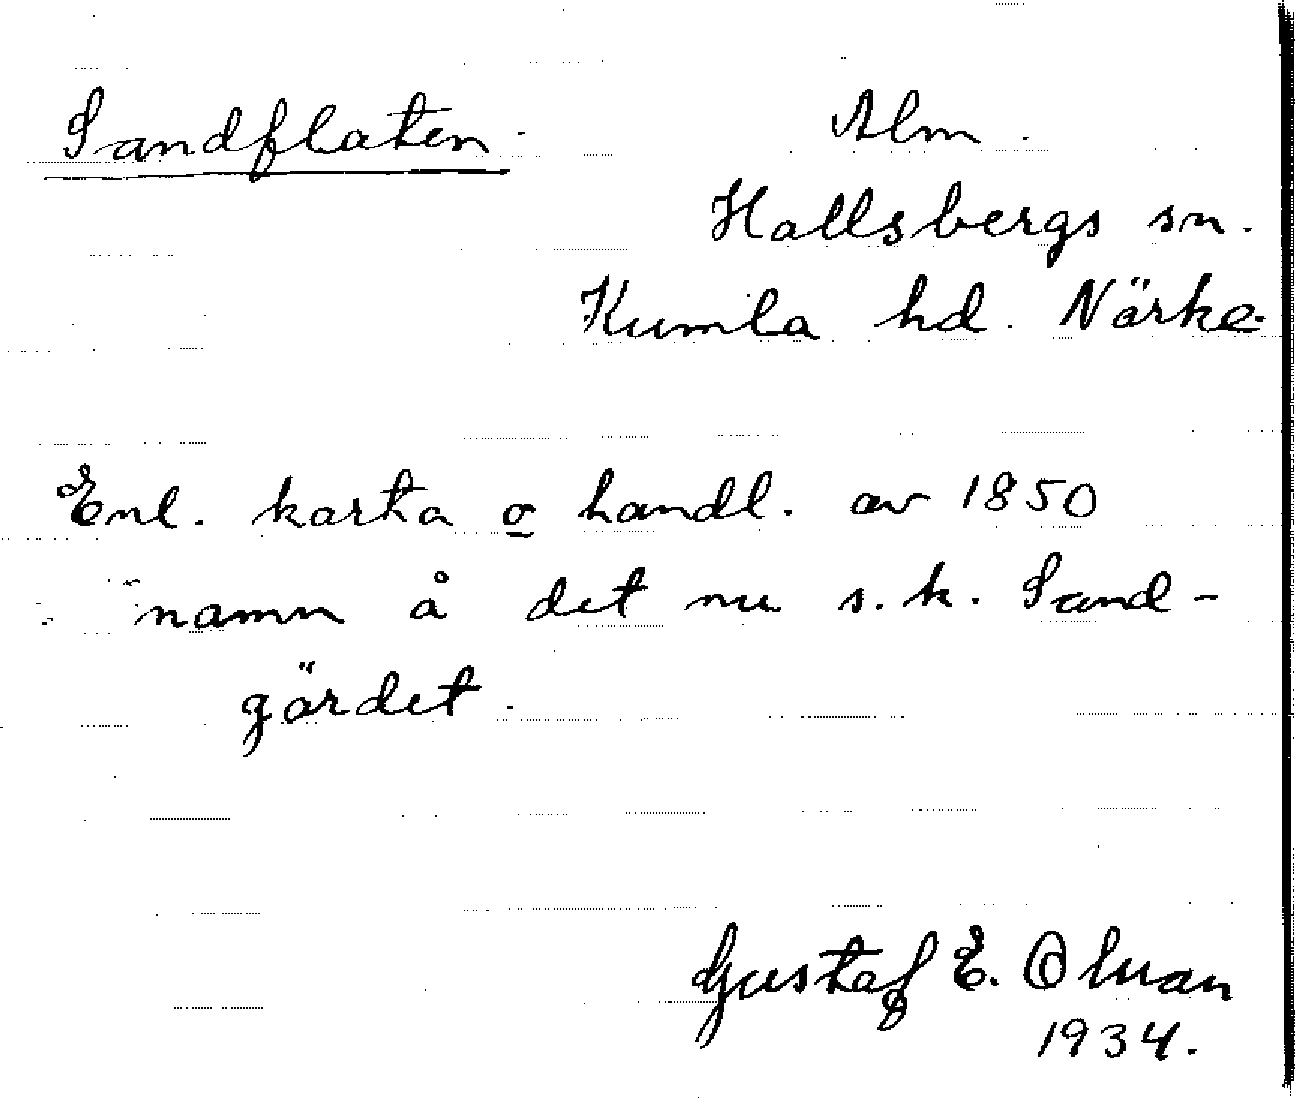 Sandflaten.
Alm.
Hallsbergs sn.
Kumla hd. Närke.
Enl. karta o handl. av 1850
namn å det nu s.k. Sand-
gärdet.
Gustaf E.
1934.